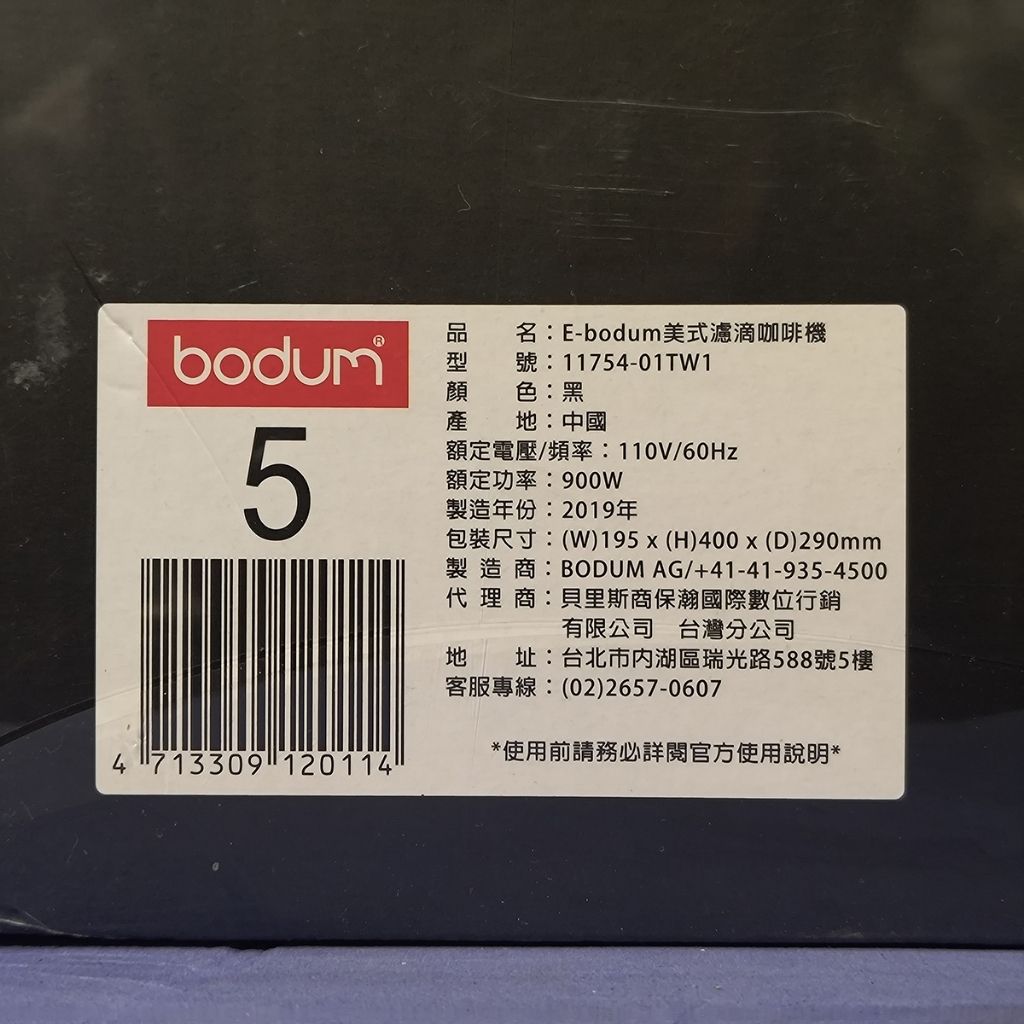 bodum®
5
4 713309 120114
品 名：E-bodum美式濾滴咖啡機
型 號：11754-01TW1
顏 色：黑
產 地：中國
額定電壓/頻率：110V/60Hz
額定功率：900W
製造年份：2019年
包裝尺寸：(W)195 x (H)400 x (D)290mm
製 造 商：BODUM AG/+41-41-935-4500
代 理 商：貝里斯商保瀚國際數位行銷
有限公司 台灣分公司
地 址：台北市內湖區瑞光路588號5樓
客服專線：(02)2657-0607
*使用前請務必詳閱官方使用說明*